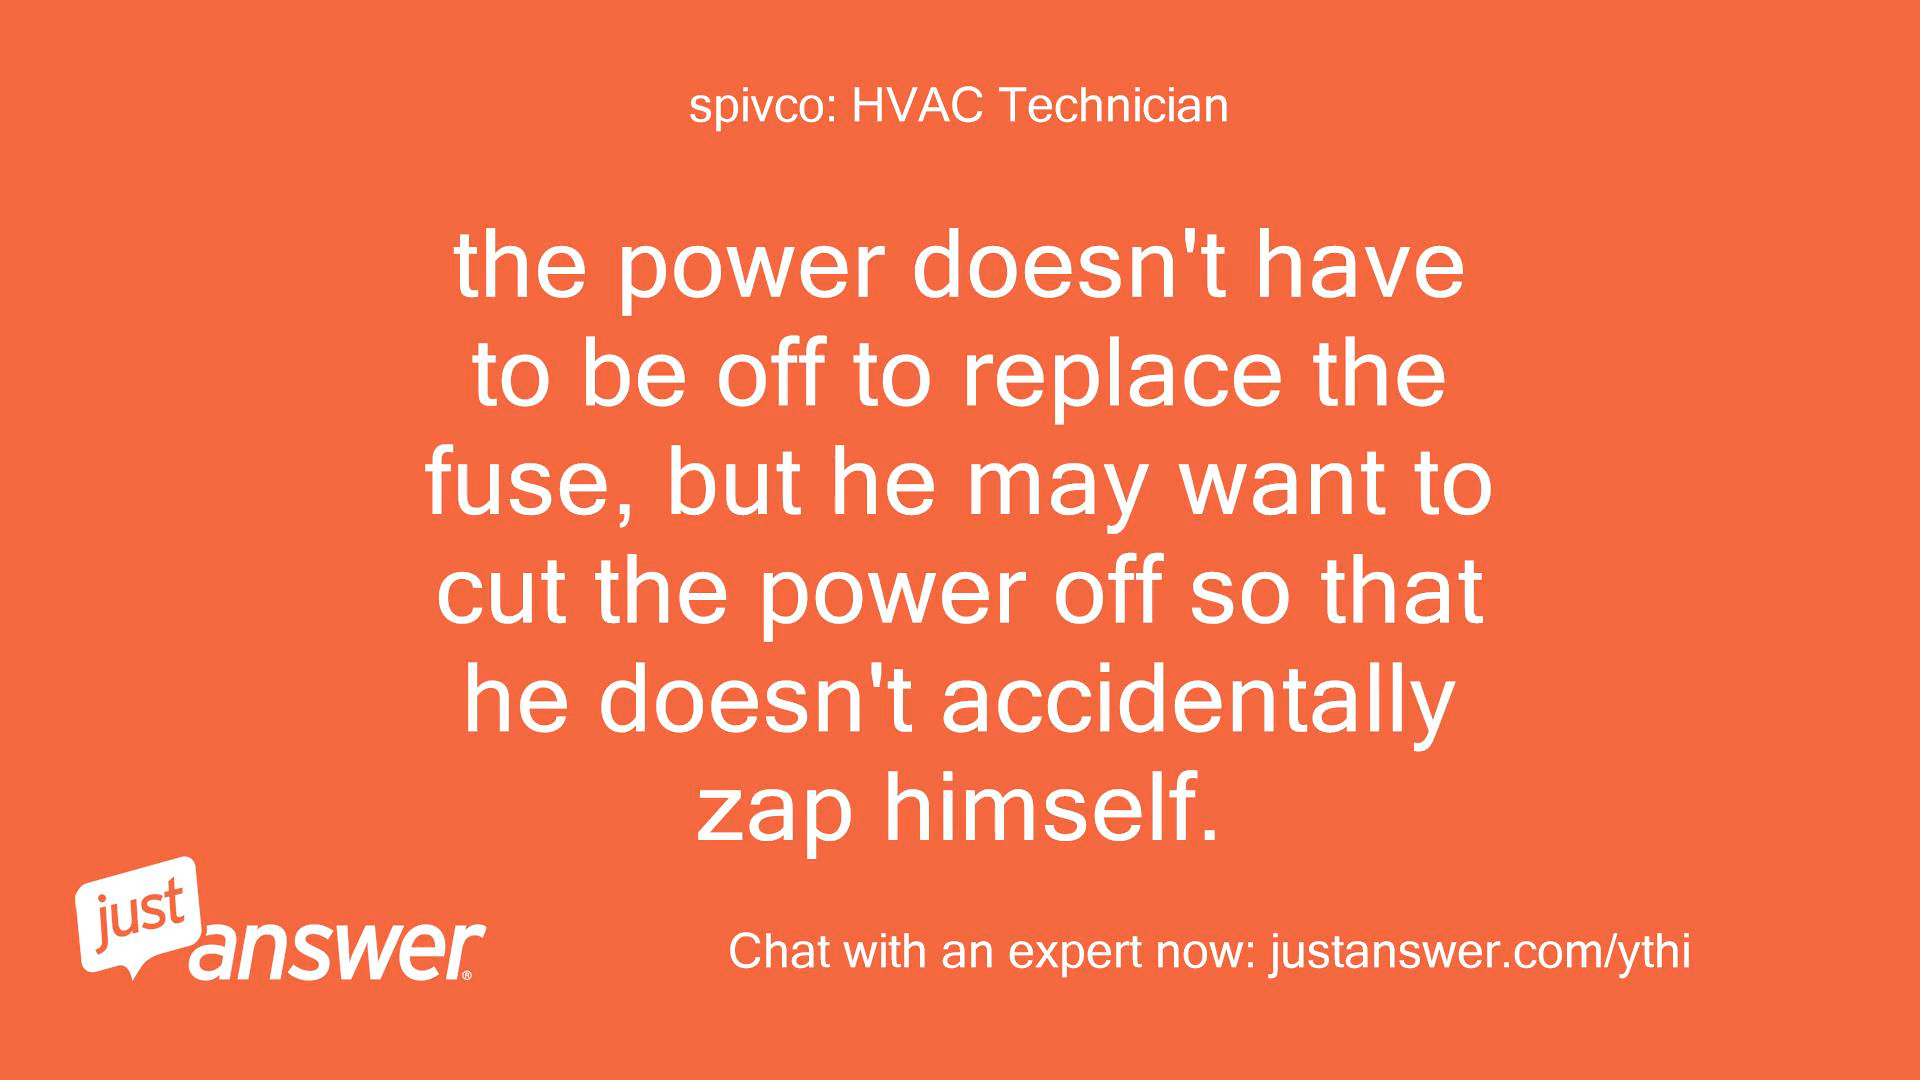 spivco: HVAC Technician
the power doesn't have
to be off to replace the
fuse, but he may want to
cut the power off so that
he doesn't accidentally
zap himself.
just
answer®
Chat with an expert now: justanswer.com/ythi